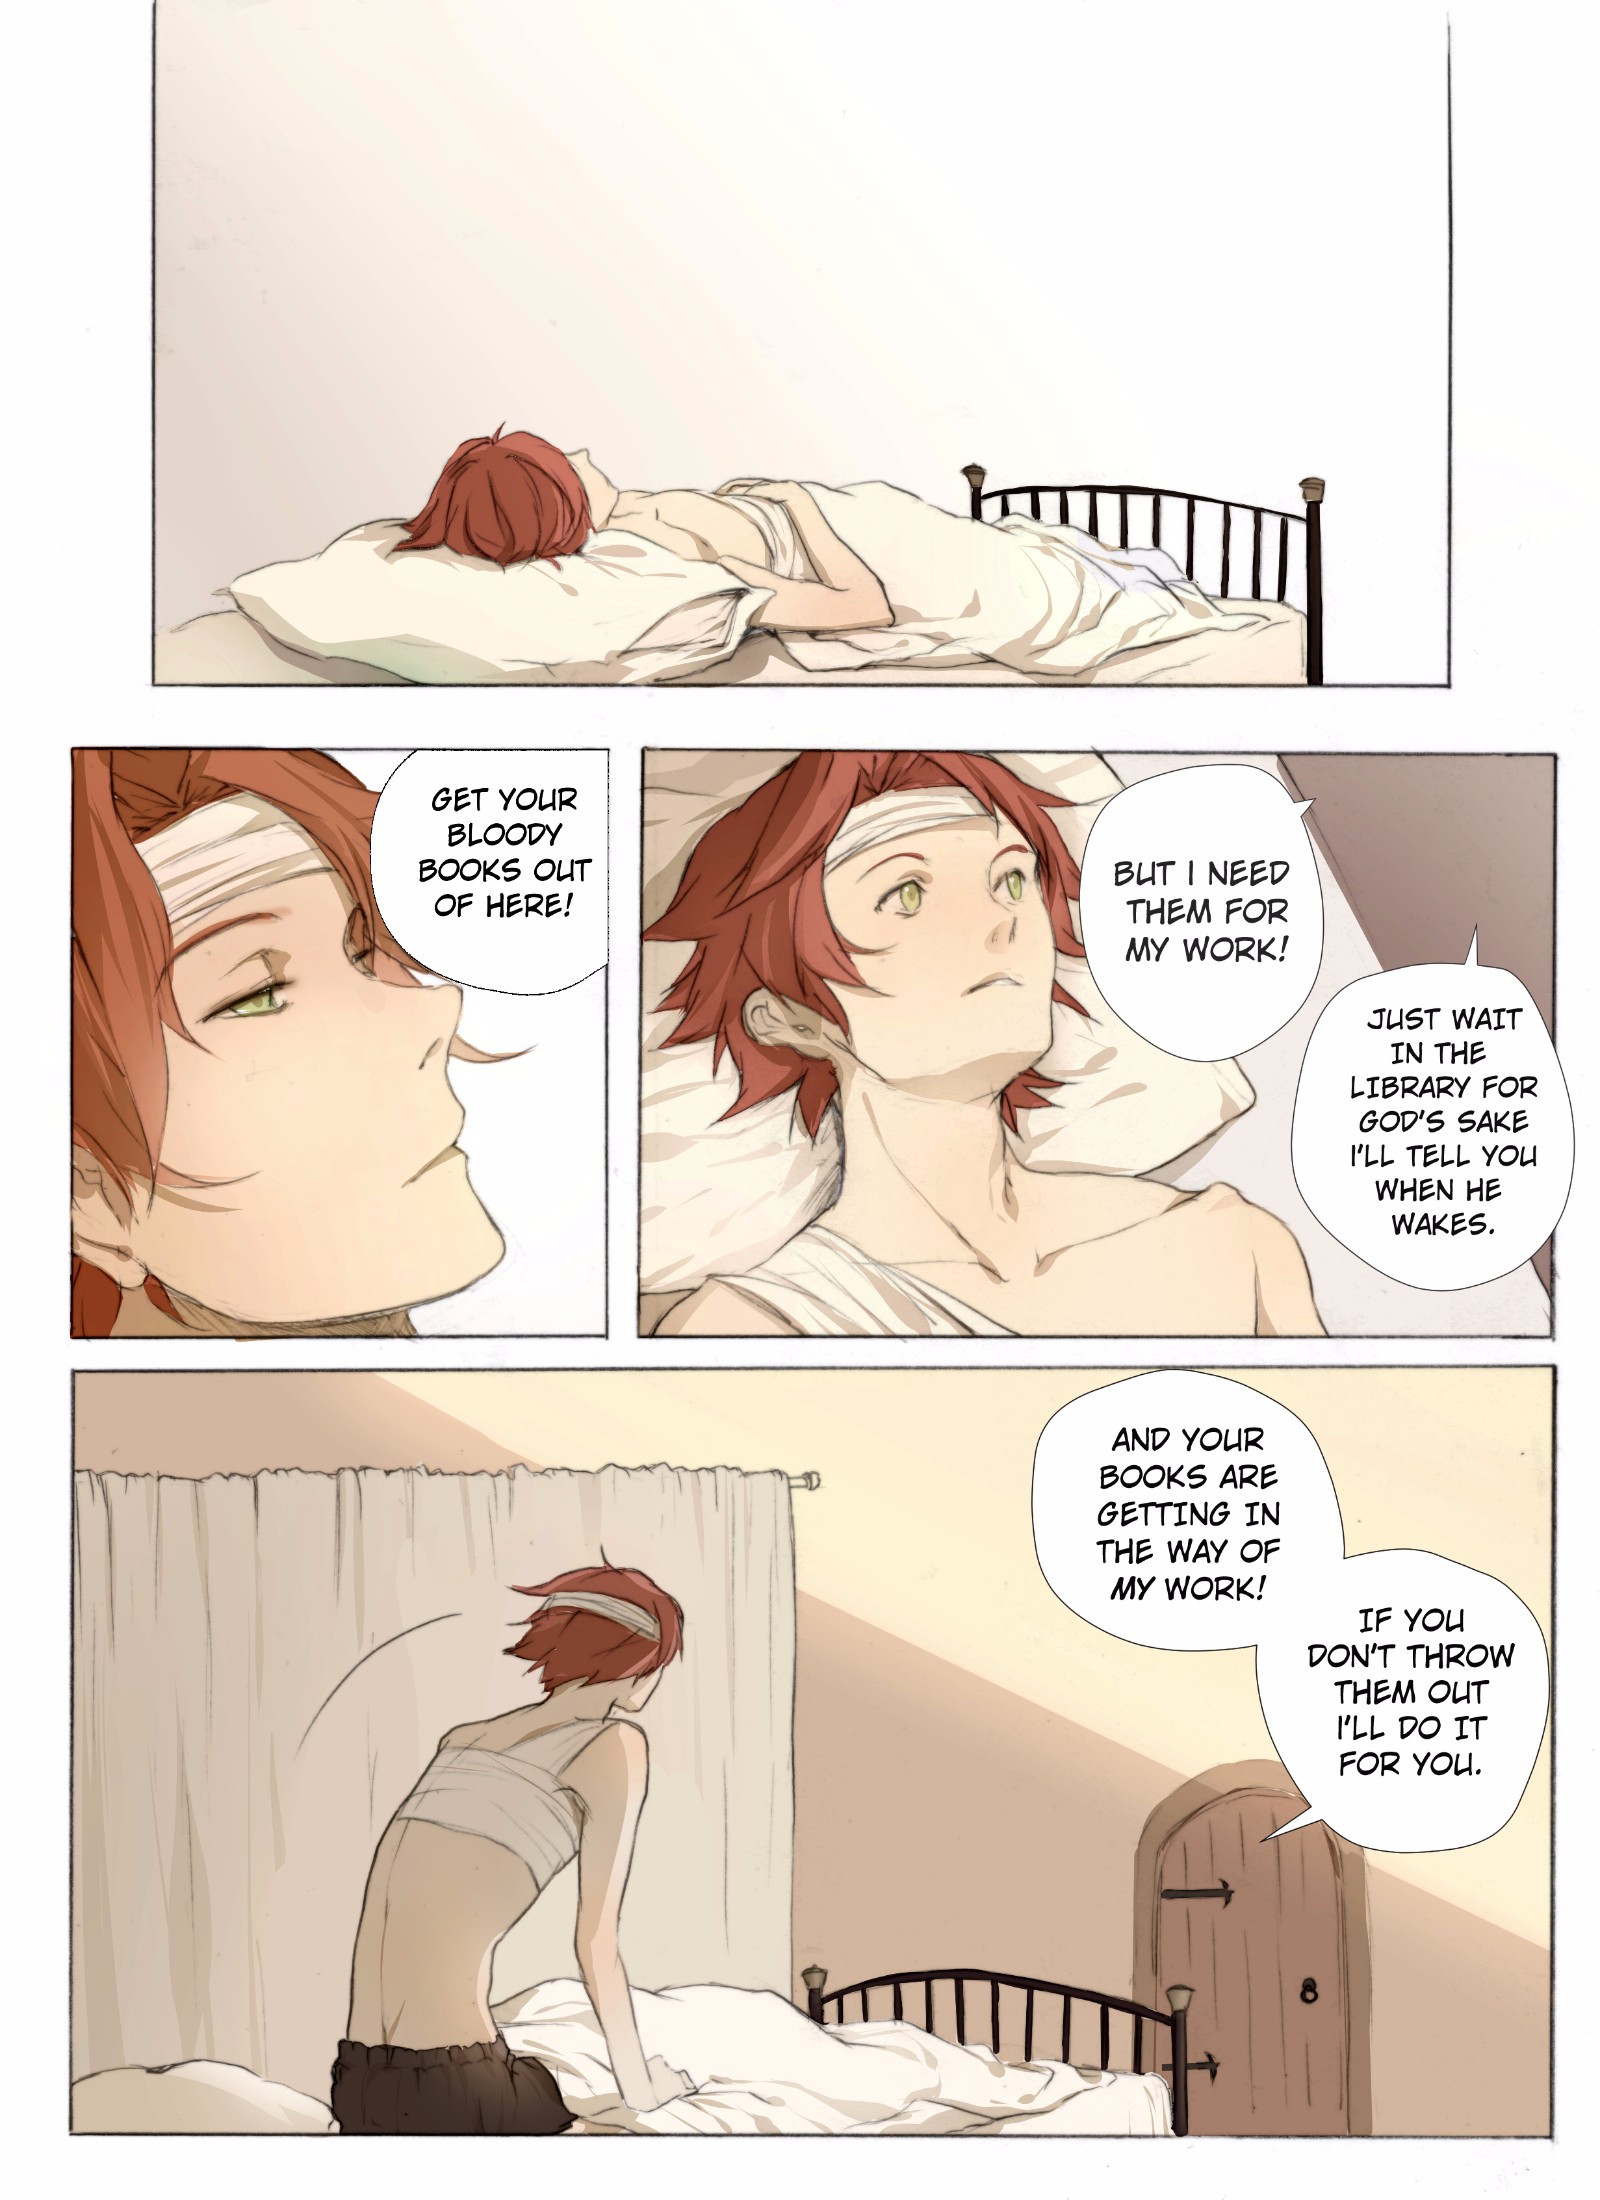 GET YOUR
BLOODY
BOOKS OUT
OF HERE!
BUT I NEED
THEM FOR
MY WORK!
JUST WAIT
IN THE
LIBRARY FOR
GOD'S SAKE
I'LL TELL YOU
WHEN HE
WAKES.
AND YOUR
BOOKS ARE
GETTING IN
THE WAY OF
MY WORK!
IF YOU
DON'T THROW
THEM OUT
I'LL DO IT
FOR YOU.